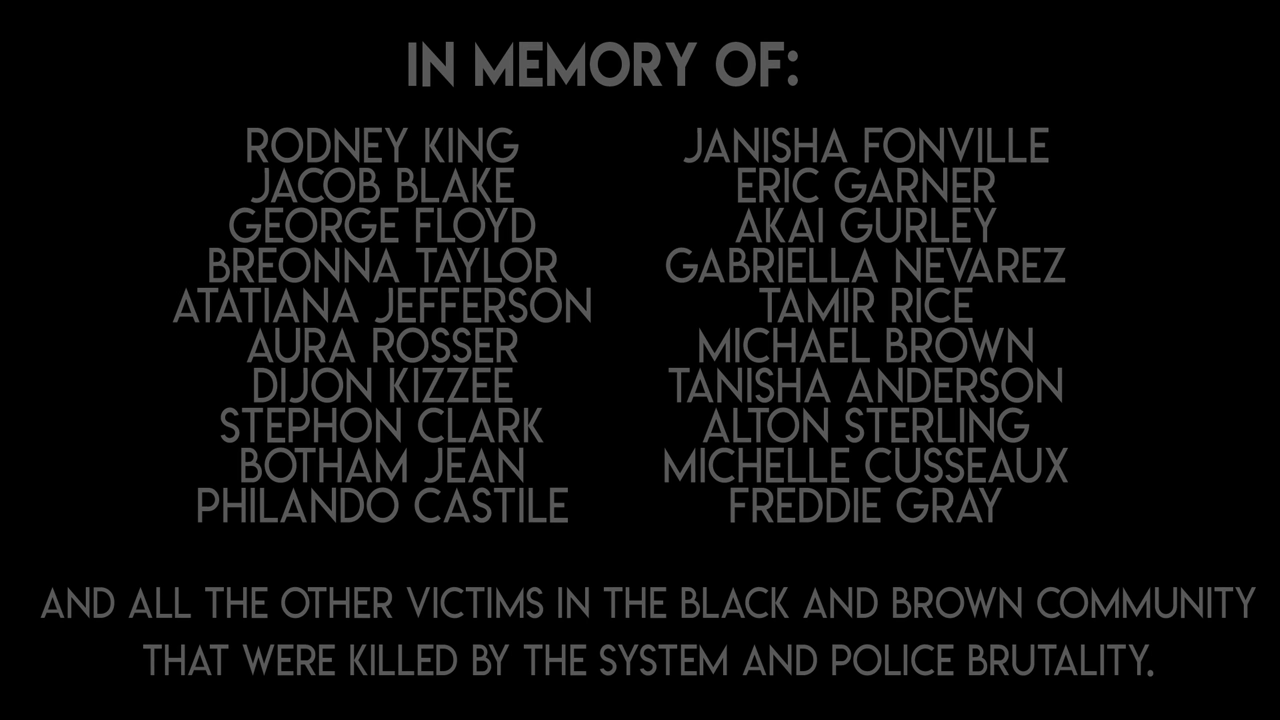 IN MEMORY OF:
RODNEY KING
JACOB BLAKE
GEORGE FLOYD
BREONNA TAYLOR
ATATIANA JEFFERSON
AURA ROSSER
DIJON KIZZEE
STEPHON CLARK
BOTHAM JEAN
PHILANDO CASTILE
JANISHA FONVILLE
ERIC GARNER
AKAI GURLEY
GABRIELLA NEVAREZ
TAMIR RICE
MICHAEL BROWN
TANISHA ANDERSON
ALTON STERLING
MICHELLE CUSSEAUX
FREDDIE GRAY
AND ALL THE OTHER VICTIMS IN THE BLACK AND BROWN COMMUNITY
THAT WERE KILLED BY THE SYSTEM AND POLICE BRUTALITY.